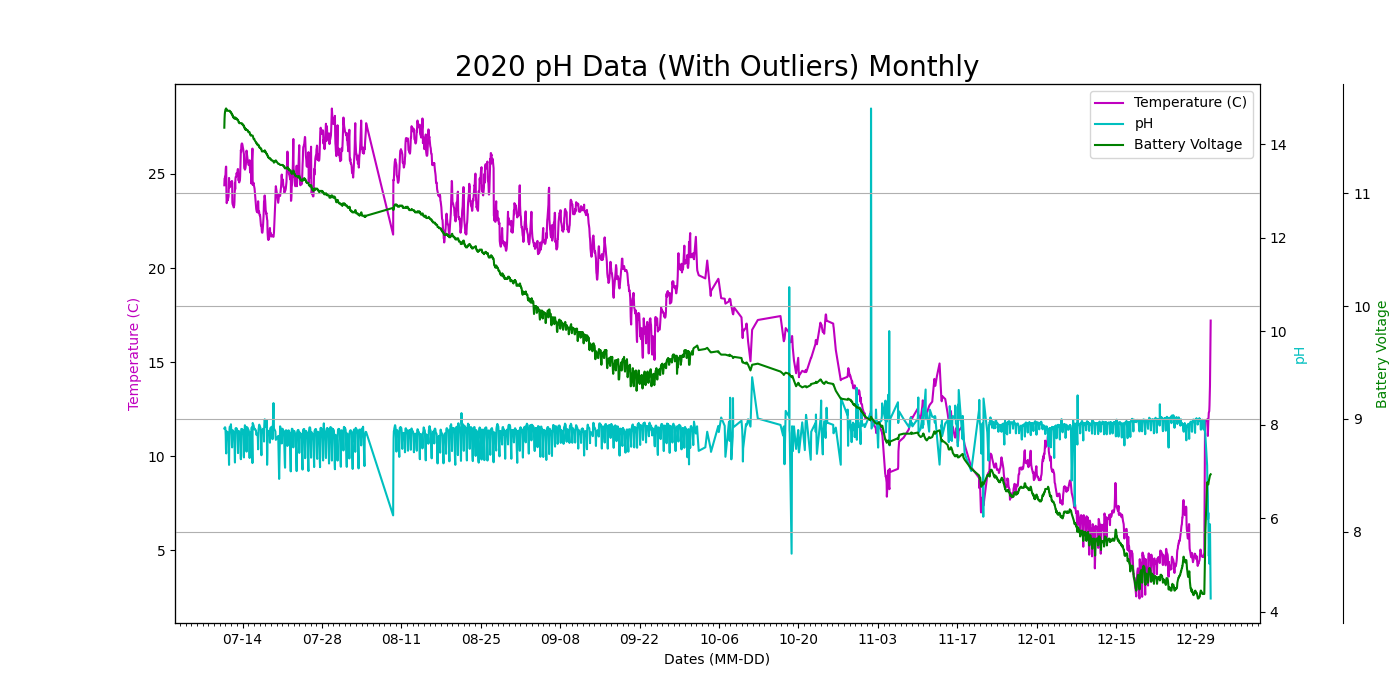 2020 pH Data (With Outliers) Monthly
Temperature (C)
pH
Battery Voltage
25
20
15
10
5
Temperature (C)
14
12
10
8
6
4
pH
11
10
9
8
Battery Voltage
07-14 07-28 08-11 08-25 09-08 09-22 10-06 10-20 11-03 11-17 12-01 12-15 12-29
Dates (MM-DD)